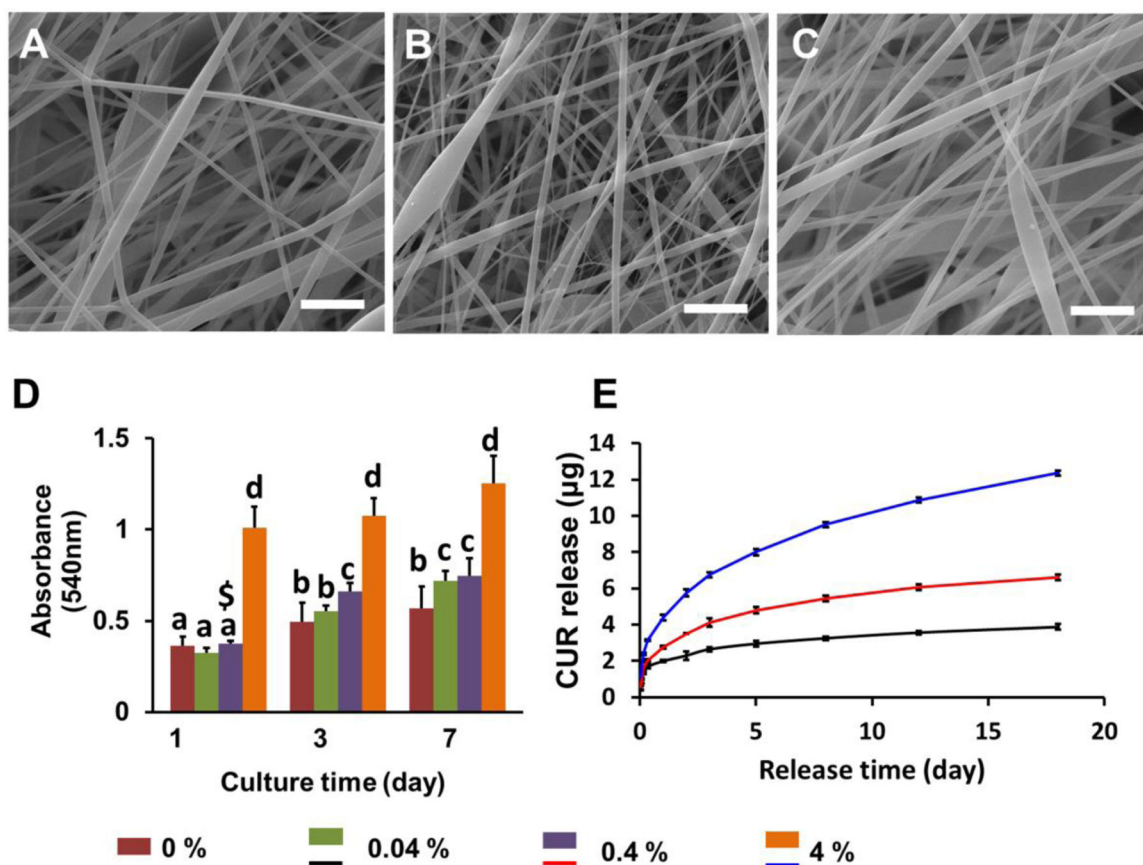 A B C
D E
1.5
1
0.5
0
Absorbance
(540nm)
a a $ a d
b b c d
b c c d
1 3 7
Culture time (day)
14
12
10
8
6
4
2
0
CUR release (µg)
0 5 10 15 20
Release time (day)
0 % 0.04 % 0.4 % 4 %